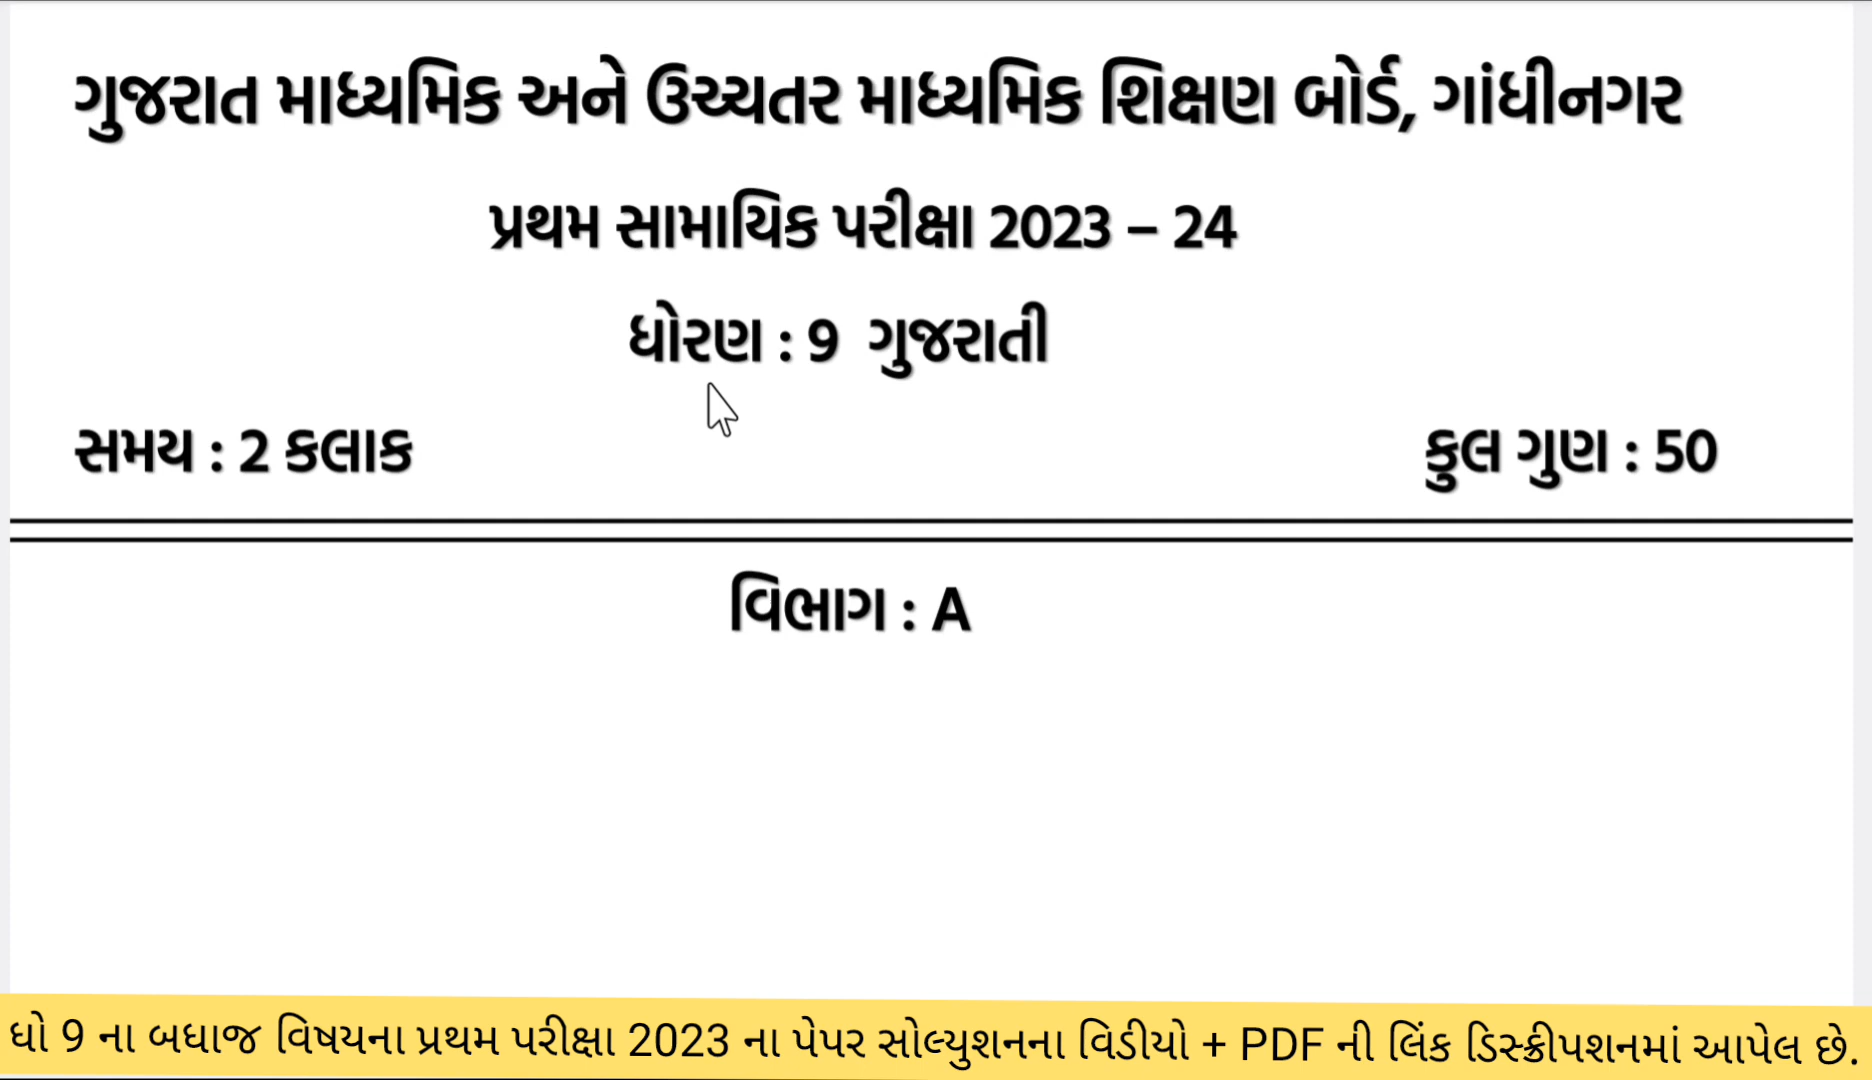 ગુજરાત માધ્યમિક અને ઉચ્ચતર માધ્યમિક શિક્ષણ બોર્ડ, ગાંધીનગર
પ્રથમ સામાયિક પરીક્ષા 2023 – 24
ધોરણ : 9 ગુજરાતી
સમય : 2 કલાક કુલ ગુણ : 50
વિભાગ : A
ધો 9 ના બધાજ વિષયના પ્રથમ પરીક્ષા 2023 ના પેપર સોલ્યુશનના વિડીયો + PDF ની લિંક ડિસ્ક્રીપશનમાં આપેલ છે.